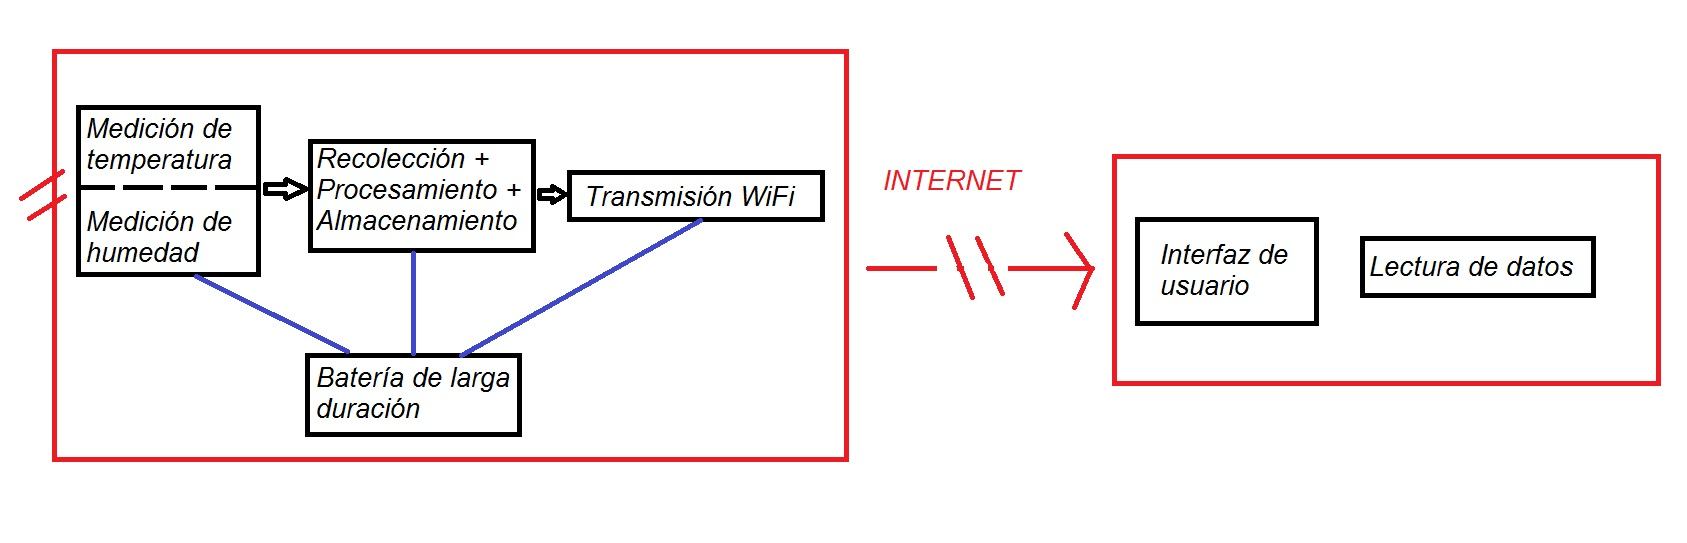 Medición de
temperatura
Medición de
humedad
Recolección +
Procesamiento +
Almacenamiento
Transmisión WiFi
Batería de larga
duración
INTERNET
Interfaz de
usuario
Lectura de datos